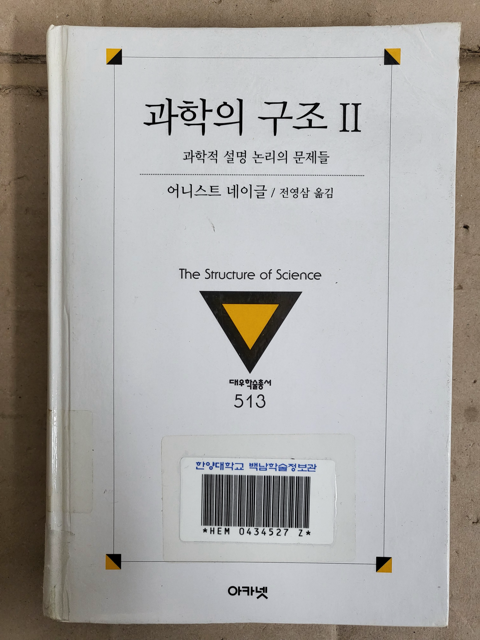 과학의 구조 II
과학적 설명 논리의 문제들
어니스트 네이글 / 전영삼 옮김
The Structure of Science
대우학술총서
513
한양대학교 백남학술정보관
*HEM 0434527 Z*
아카넷